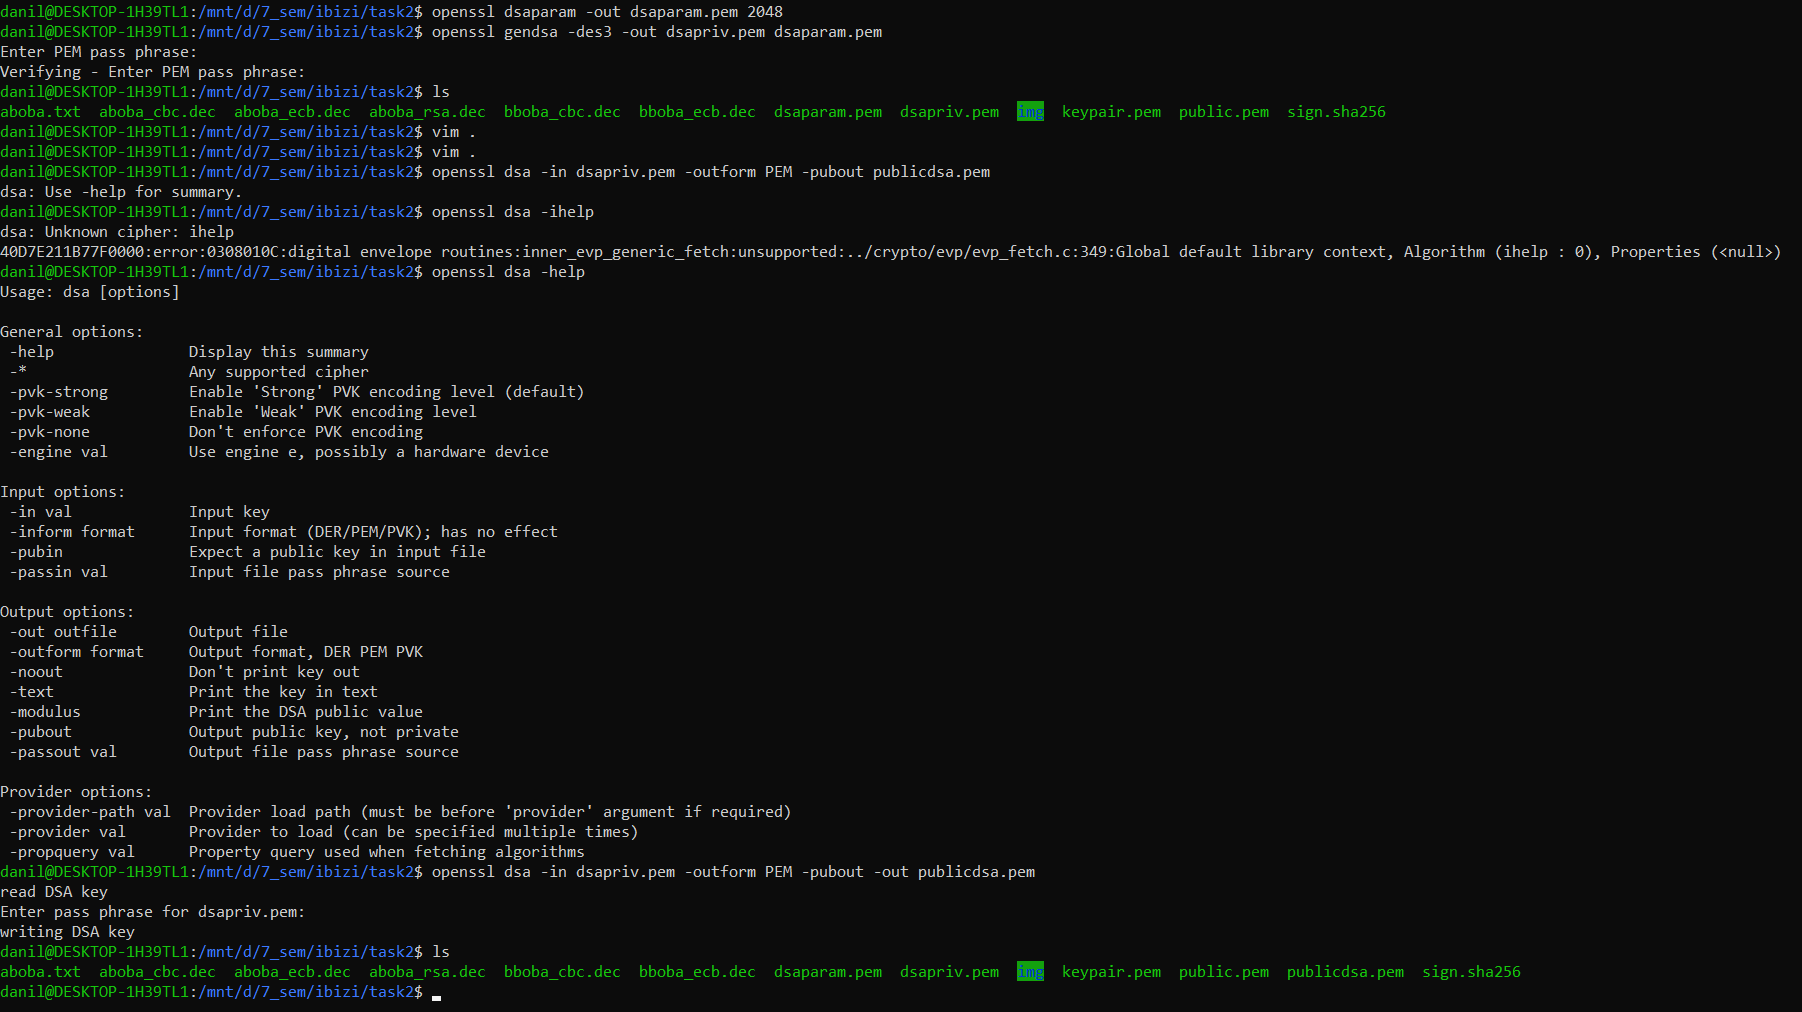 danil@DESKTOP-1H39TL1:/mnt/d/7_sem/ibizi/task2$ openssl dsaparam -out dsaparam.pem 2048
danil@DESKTOP-1H39TL1:/mnt/d/7_sem/ibizi/task2$ openssl gendsa -des3 -out dsapriv.pem dsaparam.pem
Enter PEM pass phrase:
Verifying - Enter PEM pass phrase:
danil@DESKTOP-1H39TL1:/mnt/d/7_sem/ibizi/task2$ ls
aboba.txt  aboba_cbc.dec  aboba_ecb.dec  aboba_rsa.dec  bboba_cbc.dec  bboba_ecb.dec  dsaparam.pem  dsapriv.pem  img  keypair.pem  public.pem  sign.sha256
danil@DESKTOP-1H39TL1:/mnt/d/7_sem/ibizi/task2$ vim .
danil@DESKTOP-1H39TL1:/mnt/d/7_sem/ibizi/task2$ vim .
danil@DESKTOP-1H39TL1:/mnt/d/7_sem/ibizi/task2$ openssl dsa -in dsapriv.pem -outform PEM -pubout publicdsa.pem
dsa: Use -help for summary.
danil@DESKTOP-1H39TL1:/mnt/d/7_sem/ibizi/task2$ openssl dsa -ihelp
dsa: Unknown cipher: ihelp
40D7E211B77F0000:error:0308010C:digital envelope routines:inner_evp_generic_fetch:unsupported:../crypto/evp/evp_fetch.c:349:Global default library context, Algorithm (ihelp : 0), Properties (<null>)
danil@DESKTOP-1H39TL1:/mnt/d/7_sem/ibizi/task2$ openssl dsa -help
Usage: dsa [options]

General options:
 -help               Display this summary
 -*                  Any supported cipher
 -pvk-strong         Enable 'Strong' PVK encoding level (default)
 -pvk-weak           Enable 'Weak' PVK encoding level
 -pvk-none           Don't enforce PVK encoding
 -engine val         Use engine e, possibly a hardware device

Input options:
 -in val             Input key
 -inform format      Input format (DER/PEM/PVK); has no effect
 -pubin              Expect a public key in input file
 -passin val         Input file pass phrase source

Output options:
 -out outfile        Output file
 -outform format     Output format, DER PEM PVK
 -noout              Don't print key out
 -text               Print the key in text
 -modulus            Print the DSA public value
 -pubout             Output public key, not private
 -passout val        Output file pass phrase source

Provider options:
 -provider-path val  Provider load path (must be before 'provider' argument if required)
 -provider val       Provider to load (can be specified multiple times)
 -propquery val      Property query used when fetching algorithms
danil@DESKTOP-1H39TL1:/mnt/d/7_sem/ibizi/task2$ openssl dsa -in dsapriv.pem -outform PEM -pubout -out publicdsa.pem
read DSA key
Enter pass phrase for dsapriv.pem:
writing DSA key
danil@DESKTOP-1H39TL1:/mnt/d/7_sem/ibizi/task2$ ls
aboba.txt  aboba_cbc.dec  aboba_ecb.dec  aboba_rsa.dec  bboba_cbc.dec  bboba_ecb.dec  dsaparam.pem  dsapriv.pem  img  keypair.pem  public.pem  publicdsa.pem  sign.sha256
danil@DESKTOP-1H39TL1:/mnt/d/7_sem/ibizi/task2$